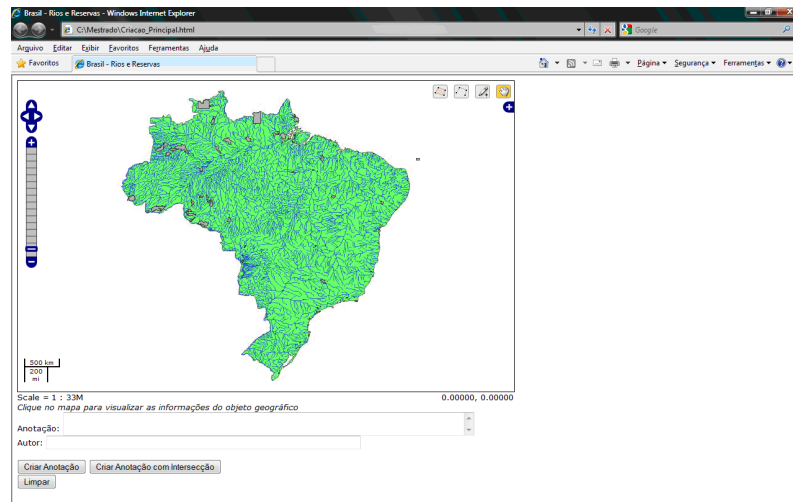 Brasil - Rios e Reservas - Windows Internet Explorer
C:\Mestrado\Criacao_Principal.html
Google
Arquivo Editar Exibir Favoritos Ferramentas Ajuda
Favoritos Brasil - Rios e Reservas Página Segurança Ferramentas
500 km
200
mi
Scale = 1 : 33M 0.00000, 0.00000
Clique no mapa para visualizar as informações do objeto geográfico
Anotação:
Autor:
Criar Anotação Criar Anotação com intersecção
Limpar